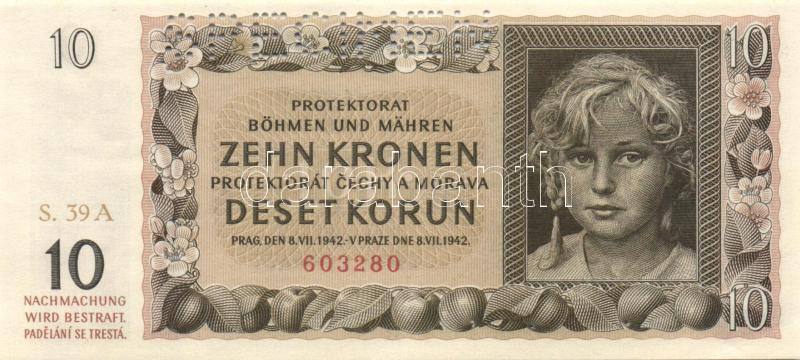 10
10
PROTEKTORAT
BÖHMEN UND MÄHREN
ZEHN KRONEN
PROTEKTORÁT ČECHY A MORAVA
DESET KORUN
PRAG, DEN 8. VII. 1942. - V PRAZE DNE 8. VII. 1942.
603280
S. 39 A
10
NACHMACHUNG
WIRD BESTRAFT.
PADĚLÁNÍ SE TRESTÁ.
10
darabanth